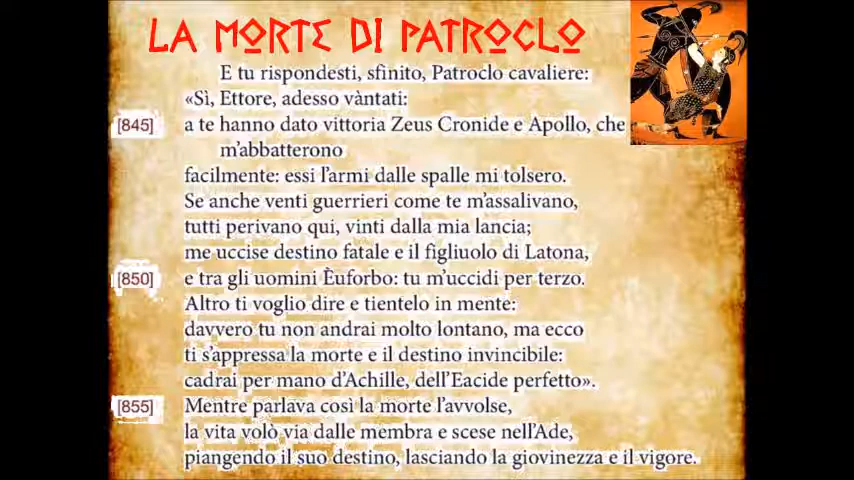 LA MORTE DI PATROCLO
E tu rispondesti, sfinito, Patroclo cavaliere:
«Sì, Ettore, adesso vàntati:
[845] a te hanno dato vittoria Zeus Cronide e Apollo, che
m'abbatterono
facilmente: essi l'armi dalle spalle mi tolsero.
Se anche venti guerrieri come te m'assalivano,
tutti perivano qui, vinti dalla mia lancia;
me uccise destino fatale e il figliuolo di Latona,
[850] e tra gli uomini Èuforbo: tu m'uccidi per terzo.
Altro ti voglio dire e tientelo in mente:
davvero tu non andrai molto lontano, ma ecco
ti s'appressa la morte e il destino invincibile:
cadrai per mano d'Achille, dell'Eacide perfetto».
[855] Mentre parlava così la morte l'avvolse,
la vita volò via dalle membra e scese nell'Ade,
piangendo il suo destino, lasciando la giovinezza e il vigore.